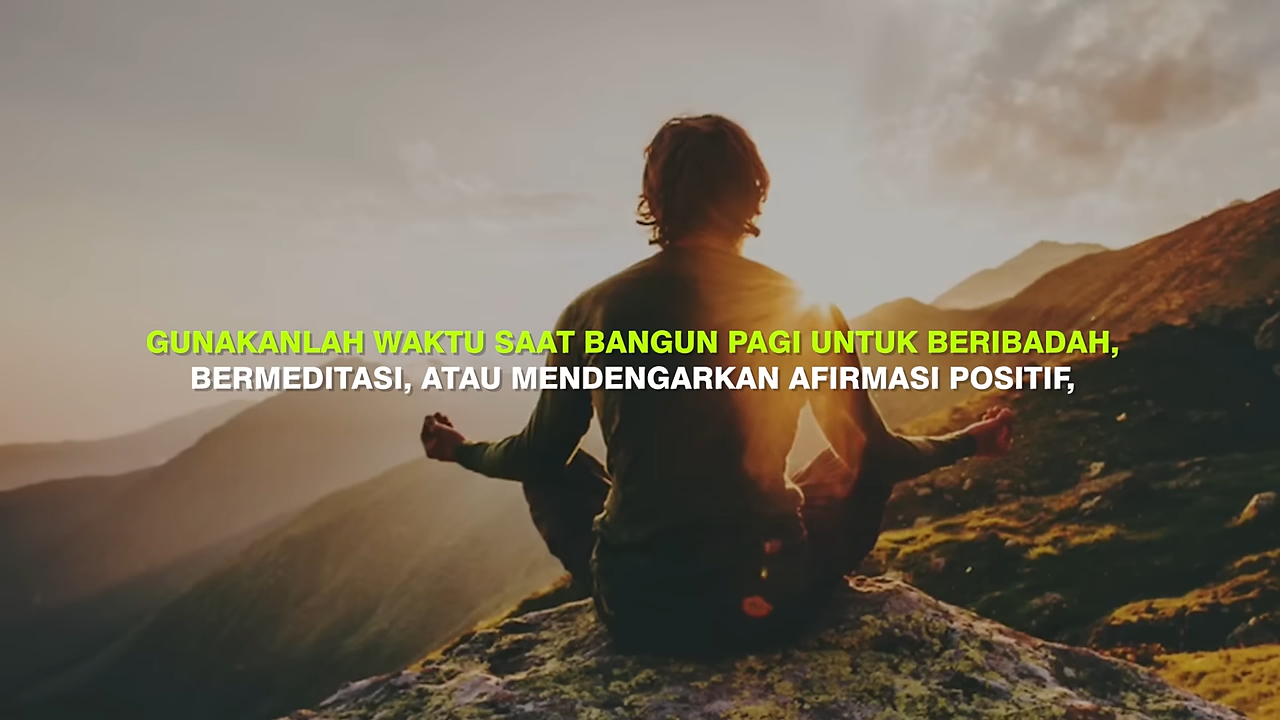 GUNAKANLAH WAKTU SAAT BANGUN PAGI UNTUK BERIBADAH,
BERMEDITASI, ATAU MENDENGARKAN AFIRMASI POSITIF,